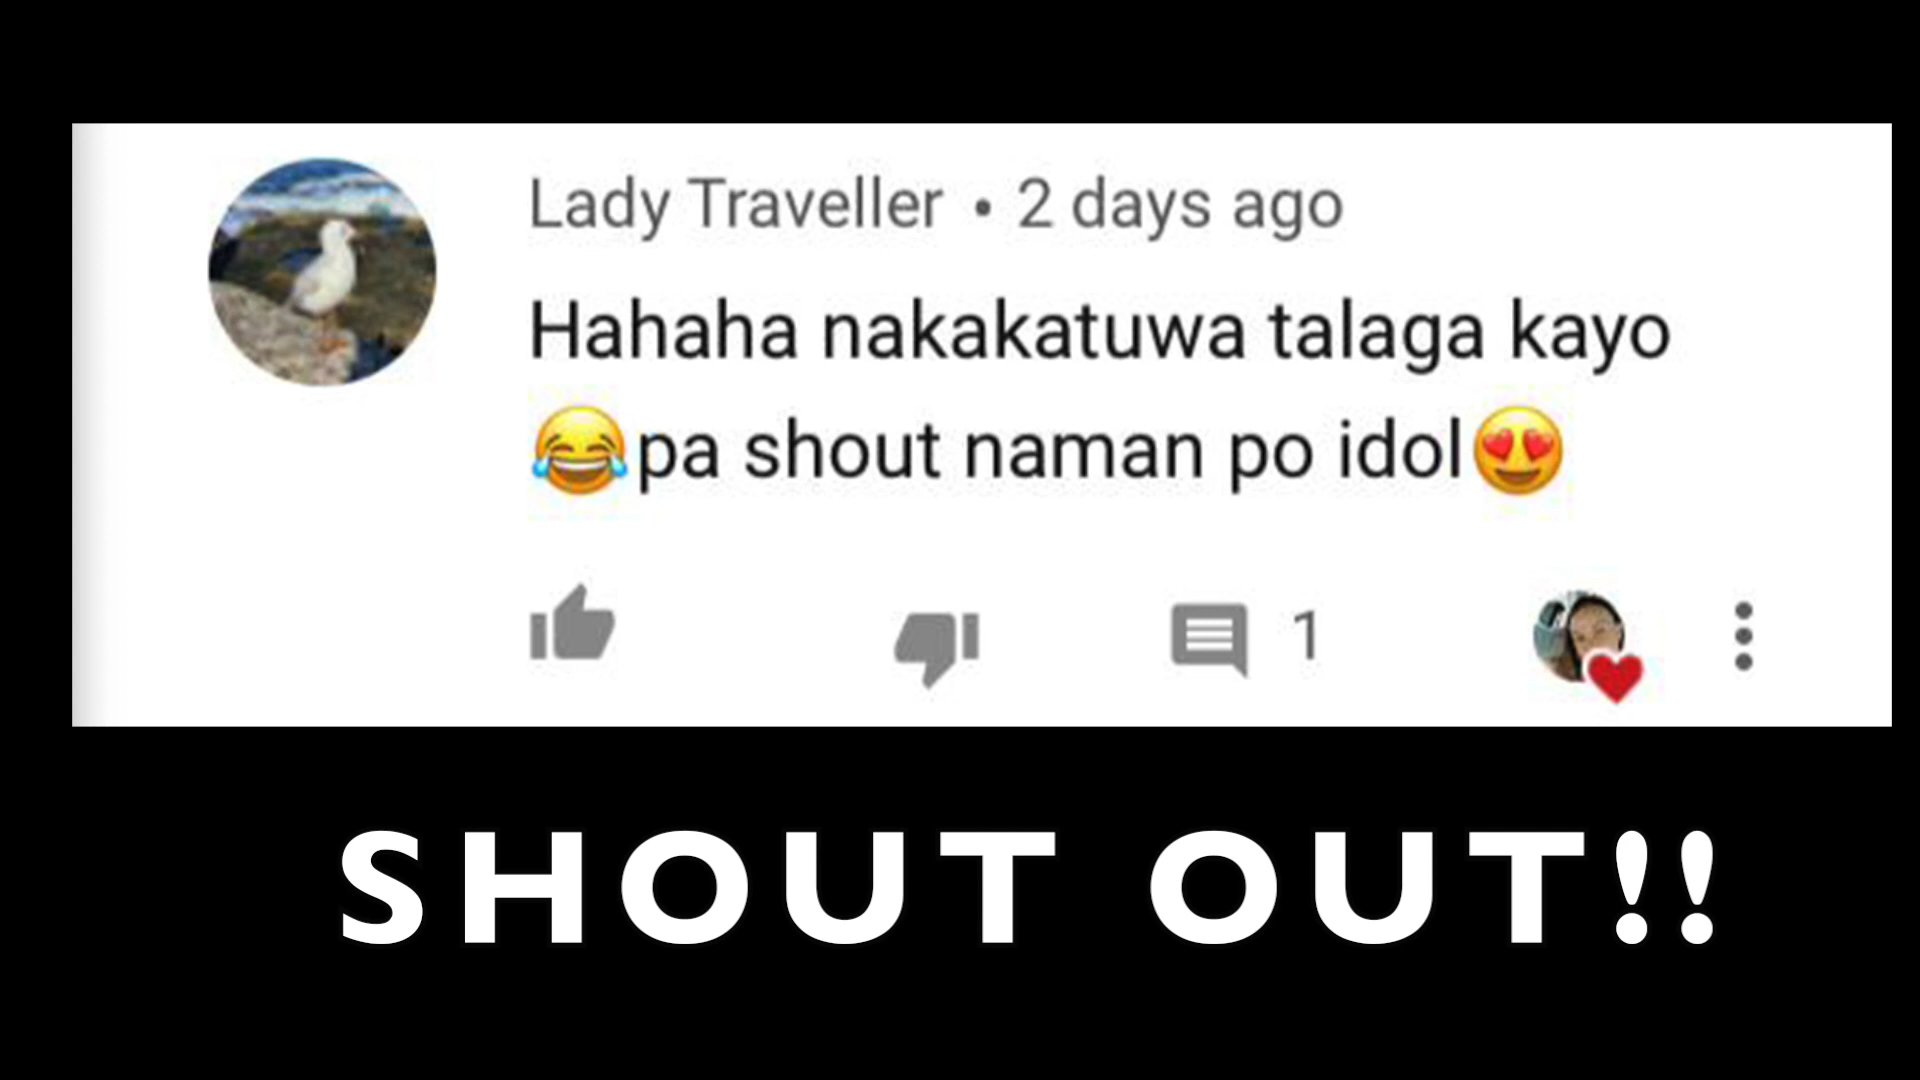 Lady Traveller • 2 days ago
Hahaha nakakatuwa talaga kayo
😂pa shout naman po idol😍
1
SHOUT OUT!!